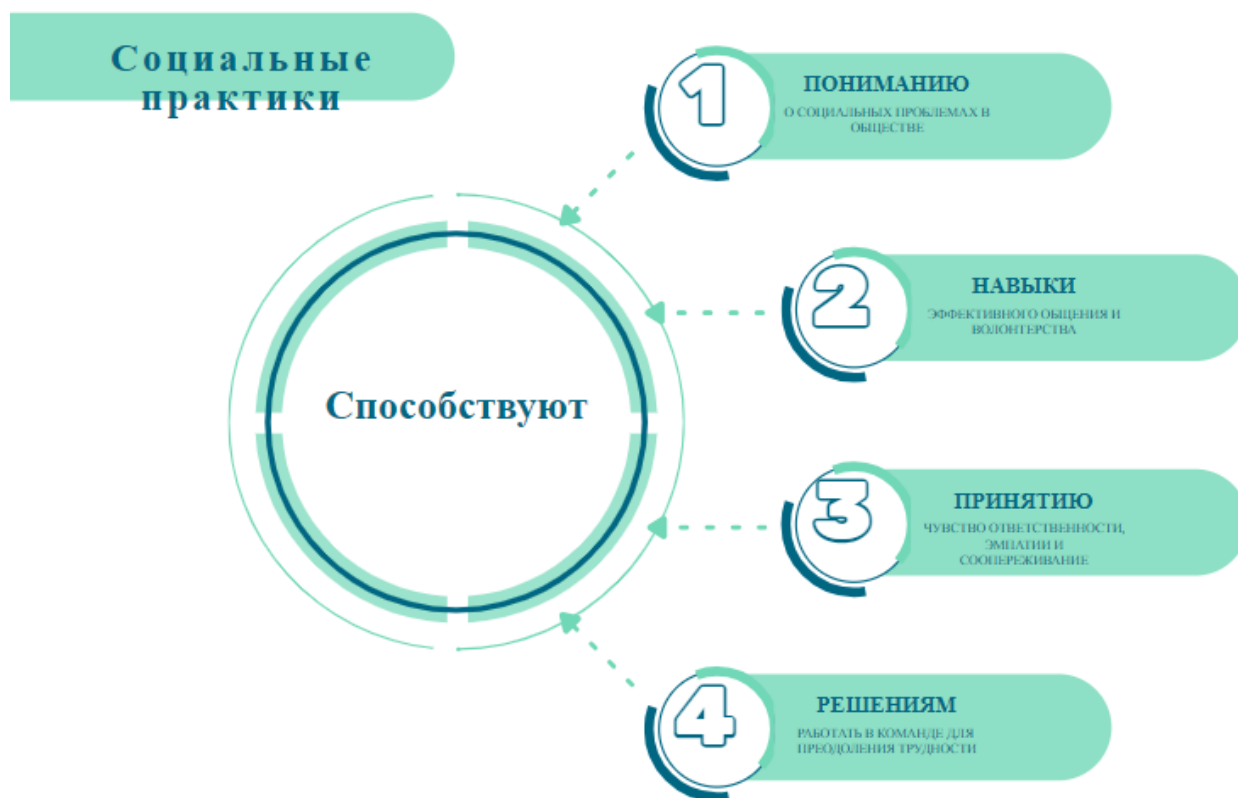 Социальные
практики
1
ПОНИМАНИЮ
О СОЦИАЛЬНЫХ ПРОБЛЕМАХ В
ОБЩЕСТВЕ
2
НАВЫКИ
ЭФФЕКТИВНОГО ОБЩЕНИЯ И
ВОЛОНТЕРСТВА
Способствуют
3
ПРИНЯТИЮ
ЧУВСТВО ОТВЕТСТВЕННОСТИ,
ЭМПАТИИ И
СООПЕРЕЖИВАНИЕ
4
РЕШЕНИЯМ
РАБОТАТЬ В КОМАНДЕ ДЛЯ
ПРЕОДОЛЕНИЯ ТРУДНОСТИ